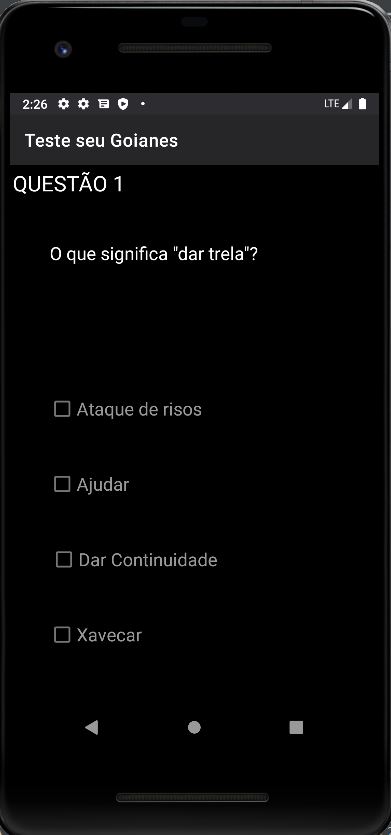 2:26
LTE
Teste seu Goianes
QUESTÃO 1
O que significa "dar trela"?
Ataque de risos
Ajudar
Dar Continuidade
Xavecar